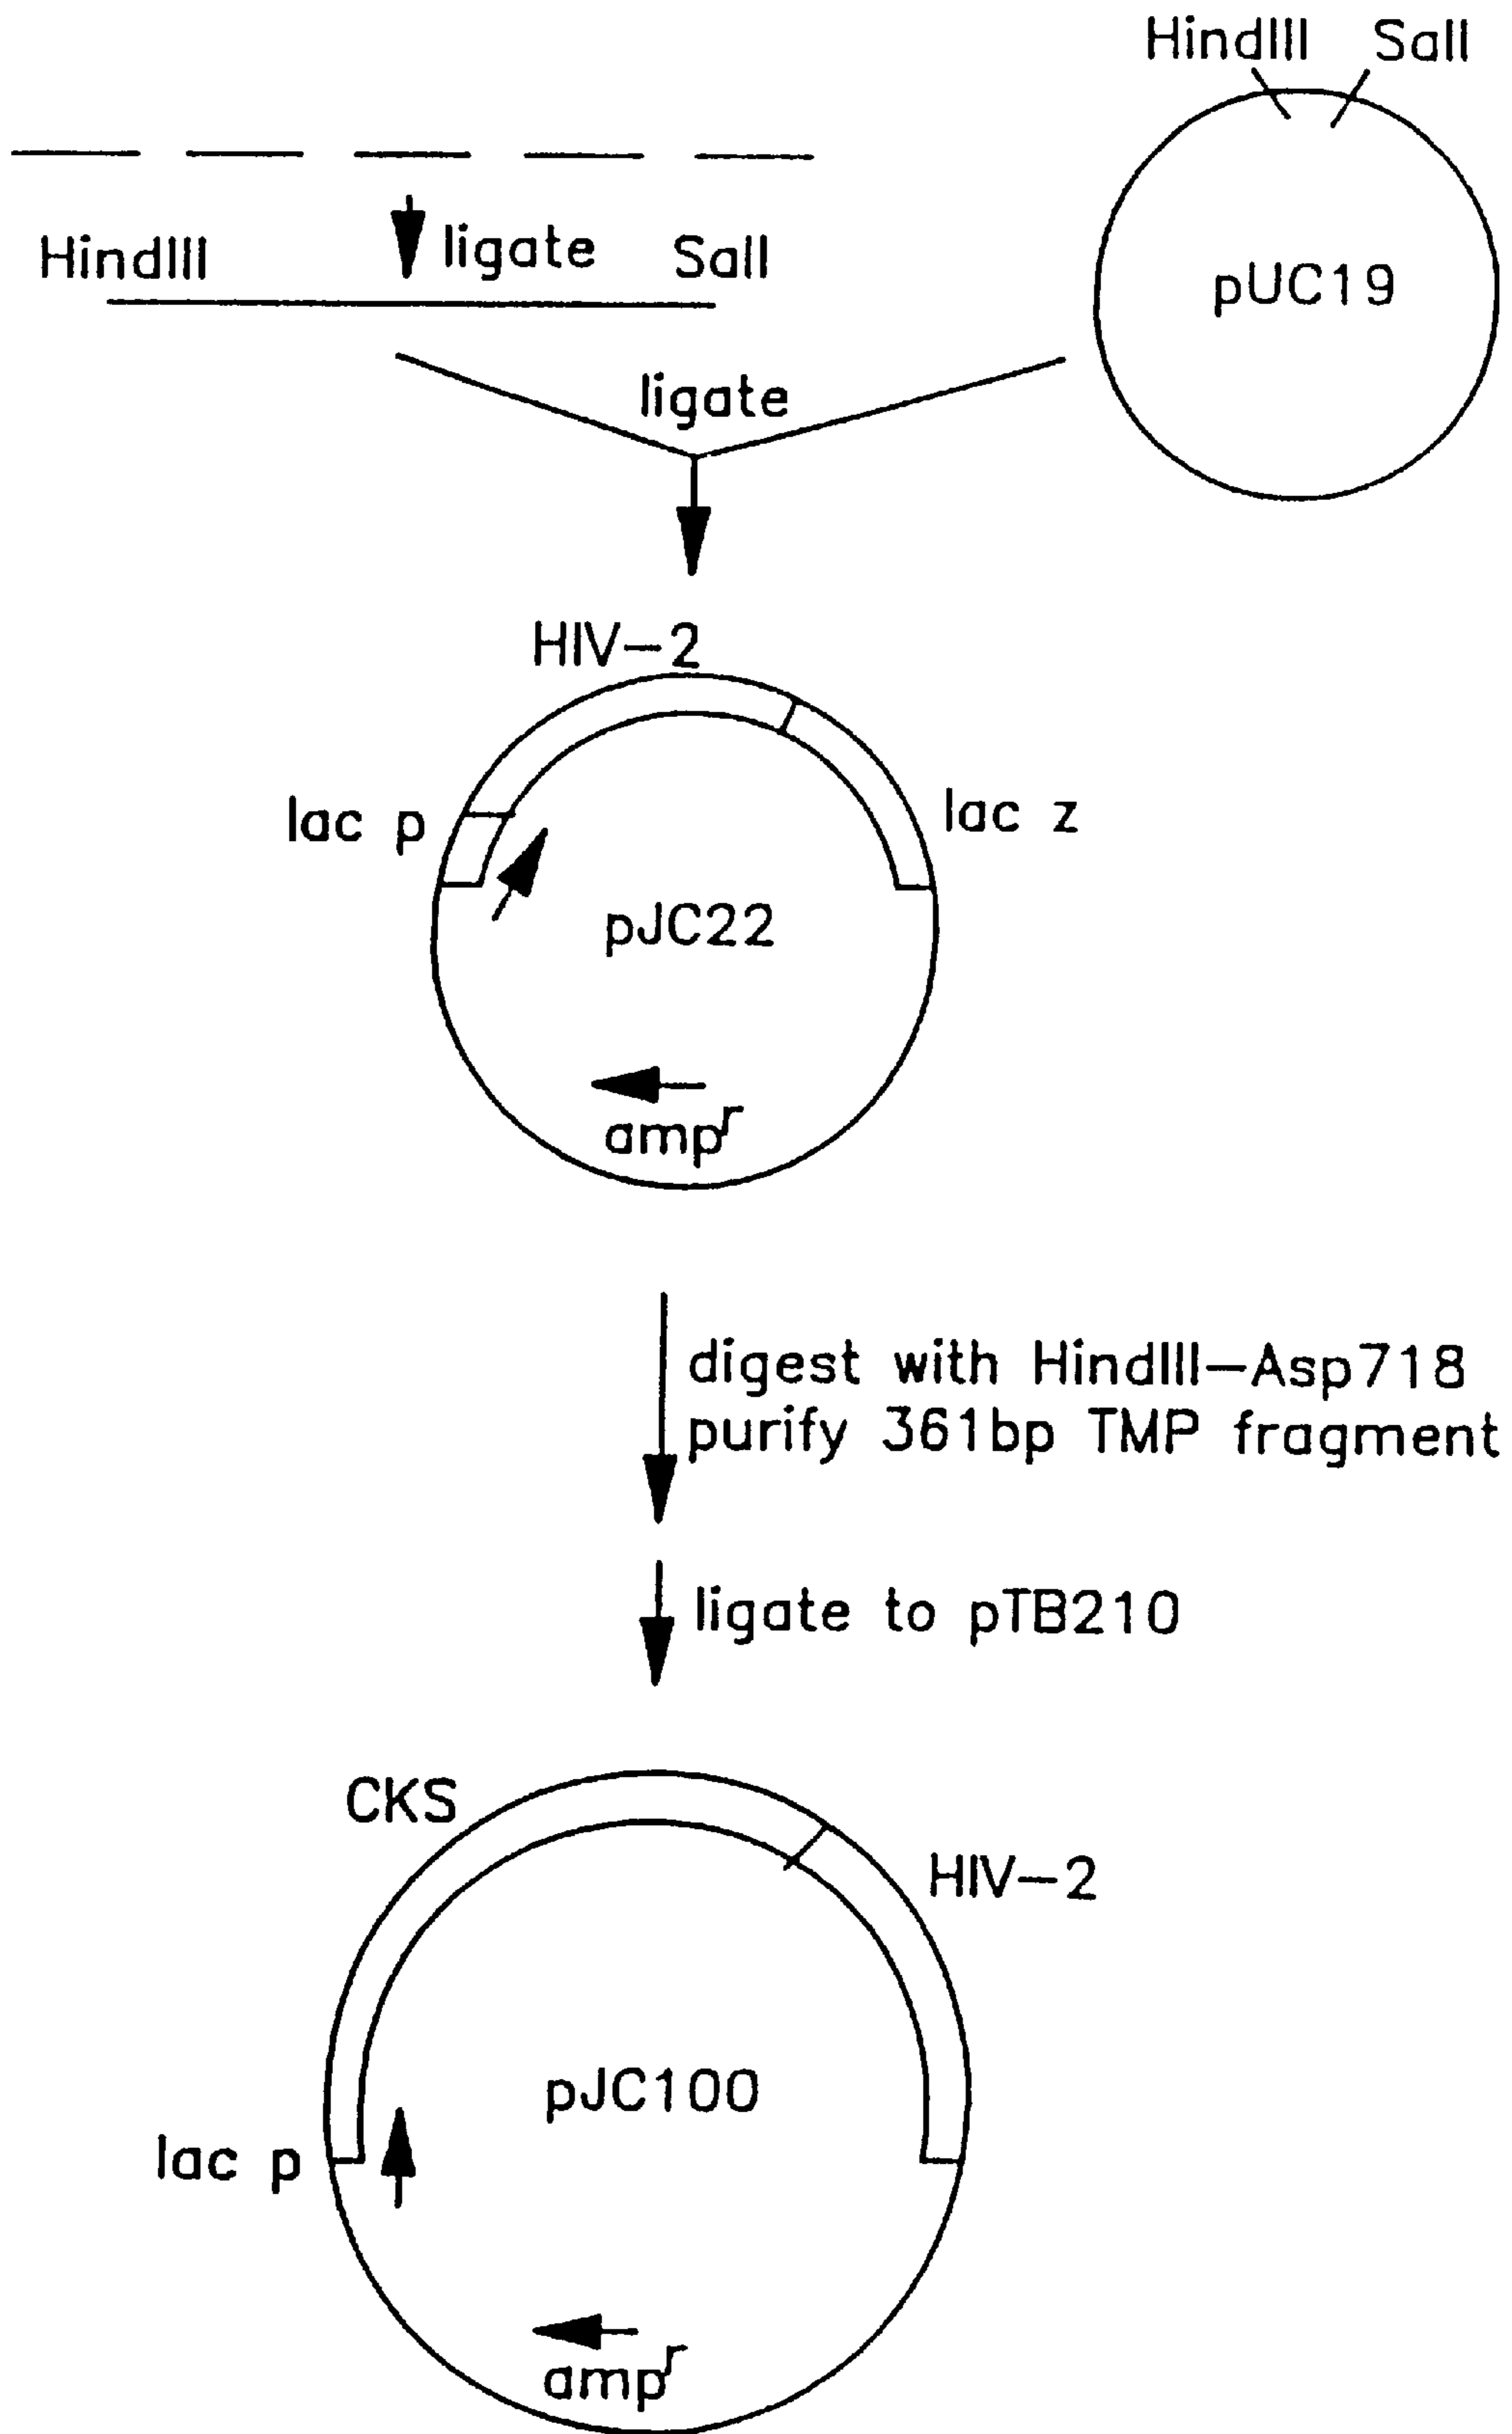 HindIII SalI
ligate
HindIII SalI
pUC19
ligate
HIV-2
lac p
lac z
pJC22
ampr
digest with HindIII-Asp718
purify 361bp TMP fragment
ligate to pTB210
CKS
HIV-2
pJC100
lac p
ampr